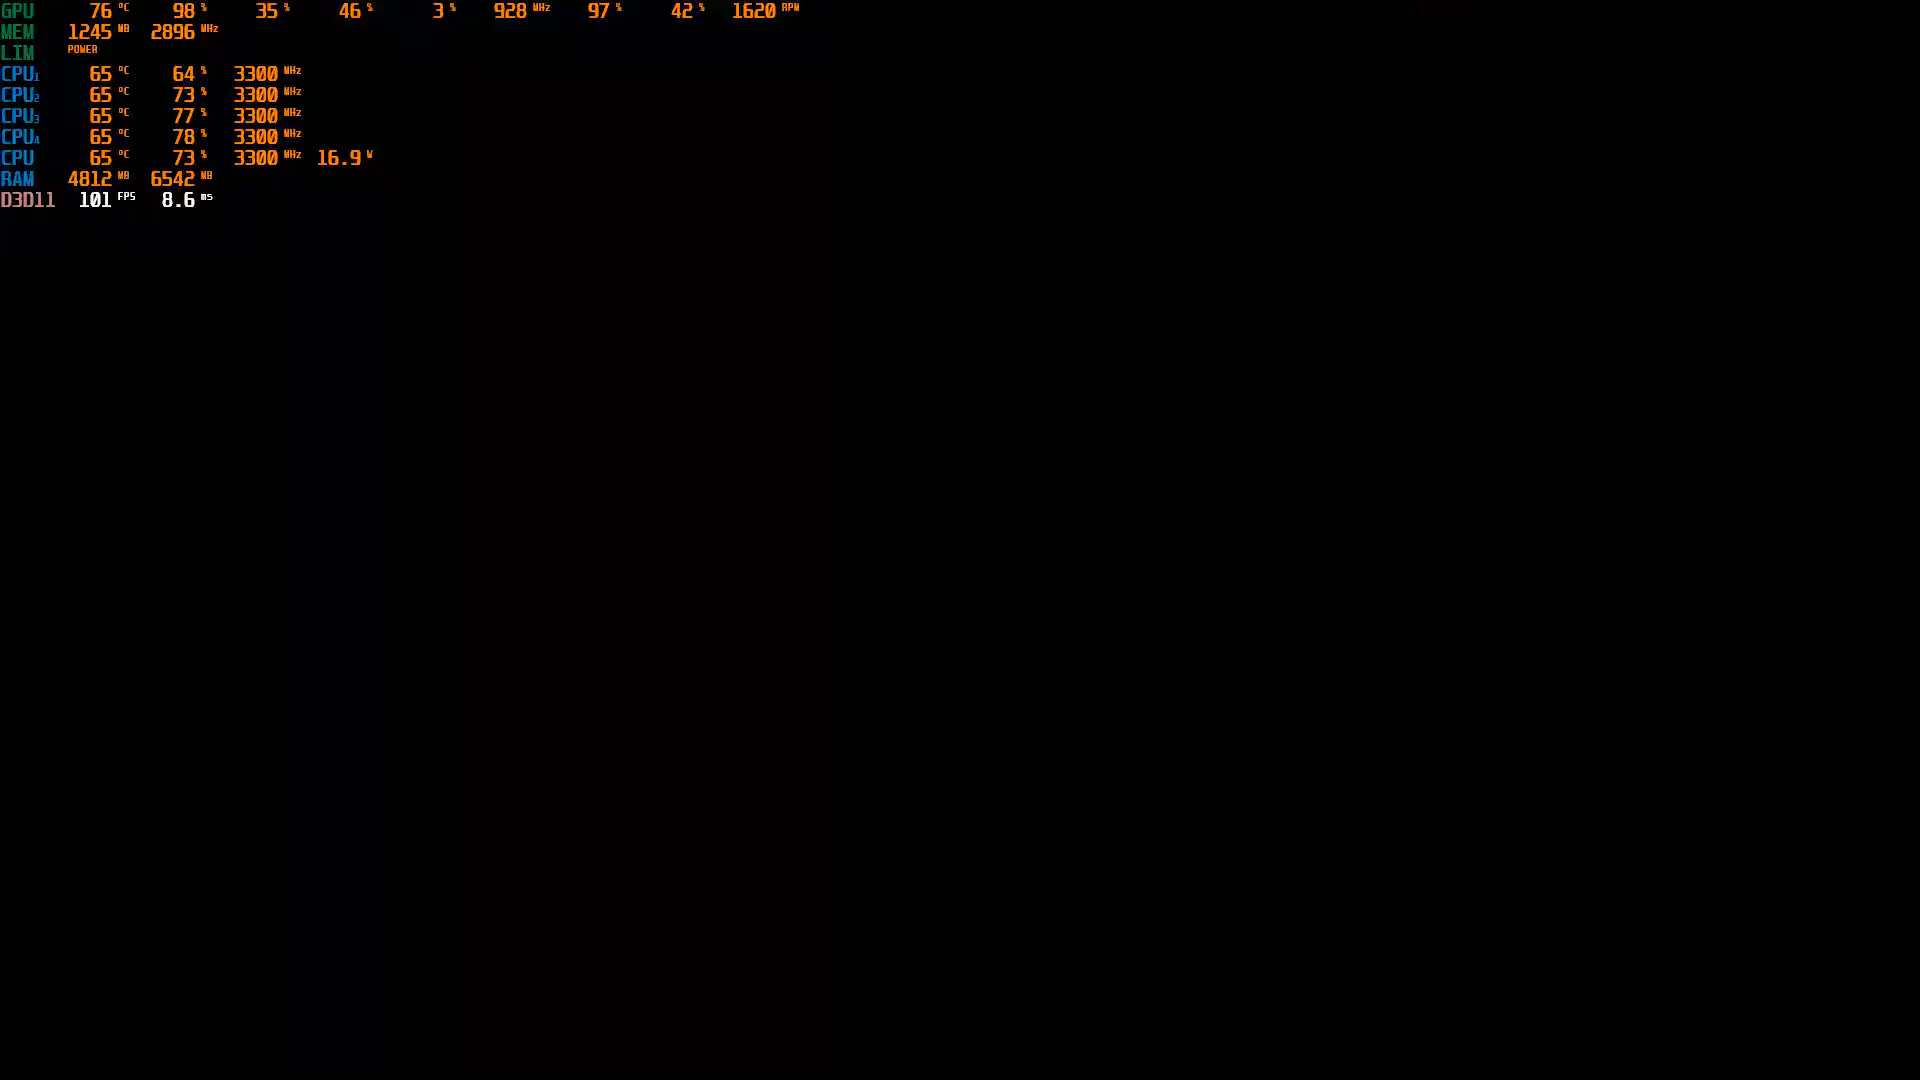 GPU 76 °C 98 % 35 % 46 % 3 % 928 MHz 97 % 42 % 1620 RPM
MEM 1245 MB 2896 MHz
LIM POWER
CPU1 65 °C 64 % 3300 MHz
CPU2 65 °C 73 % 3300 MHz
CPU3 65 °C 77 % 3300 MHz
CPU4 65 °C 78 % 3300 MHz
CPU 65 °C 73 % 3300 MHz 16.9 W
RAM 4812 MB 6542 MB
D3D11 101 FPS 8.6 ms